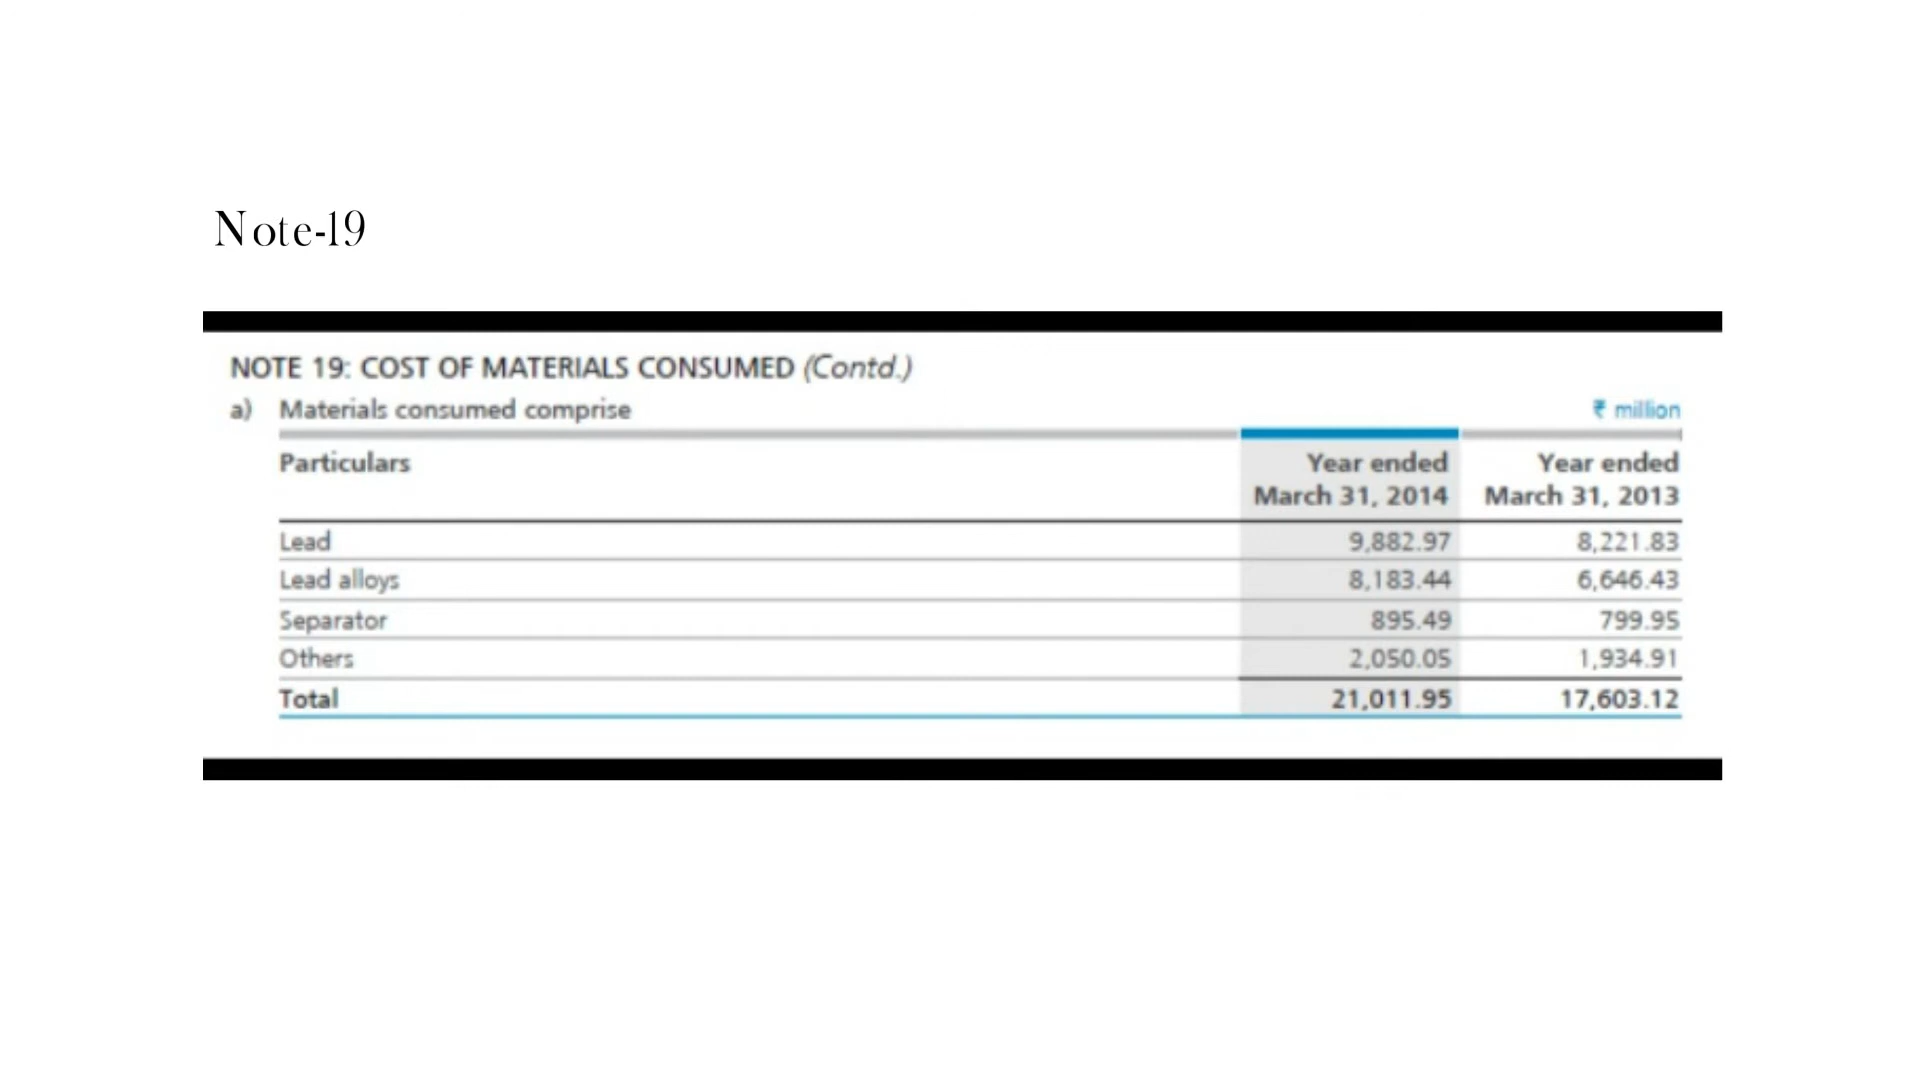 Note-19
NOTE 19: COST OF MATERIALS CONSUMED (Contd.)
a) Materials consumed comprise ₹ million
Particulars Year ended March 31, 2014 Year ended March 31, 2013
Lead 9,882.97 8,221.83
Lead alloys 8,183.44 6,646.43
Separator 895.49 799.95
Others 2,050.05 1,934.91
Total 21,011.95 17,603.12